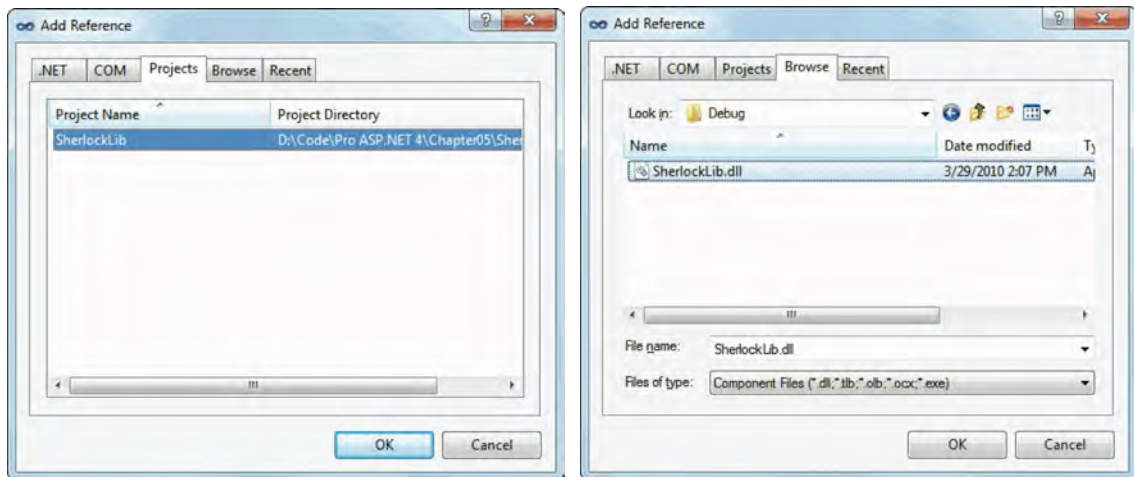 Add Reference
.NET COM Projects Browse Recent
Project Name Project Directory
SherlockLib D:\Code\Pro ASP.NET 4\Chapter05\Sher
OK Cancel
Add Reference
.NET COM Projects Browse Recent
Look in: Debug
Name Date modified Ty
SherlockLib.dll 3/29/2010 2:07 PM Ap
File name: SherlockLib.dll
Files of type: Component Files (*.dll;*.tlb;*.olb;*.ocx;*.exe)
OK Cancel